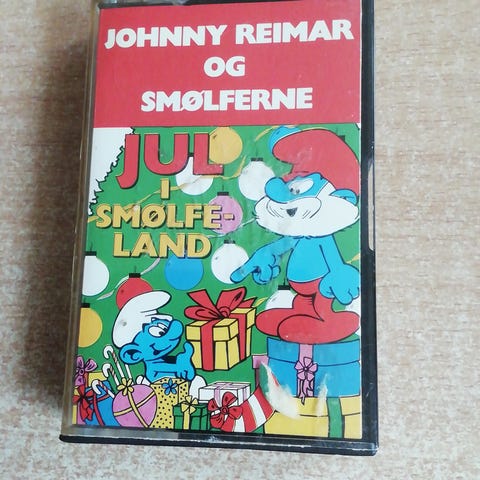 JOHNNY REIMAR
OG
SMØLFERNE
JUL
I
SMØLFE-
LAND